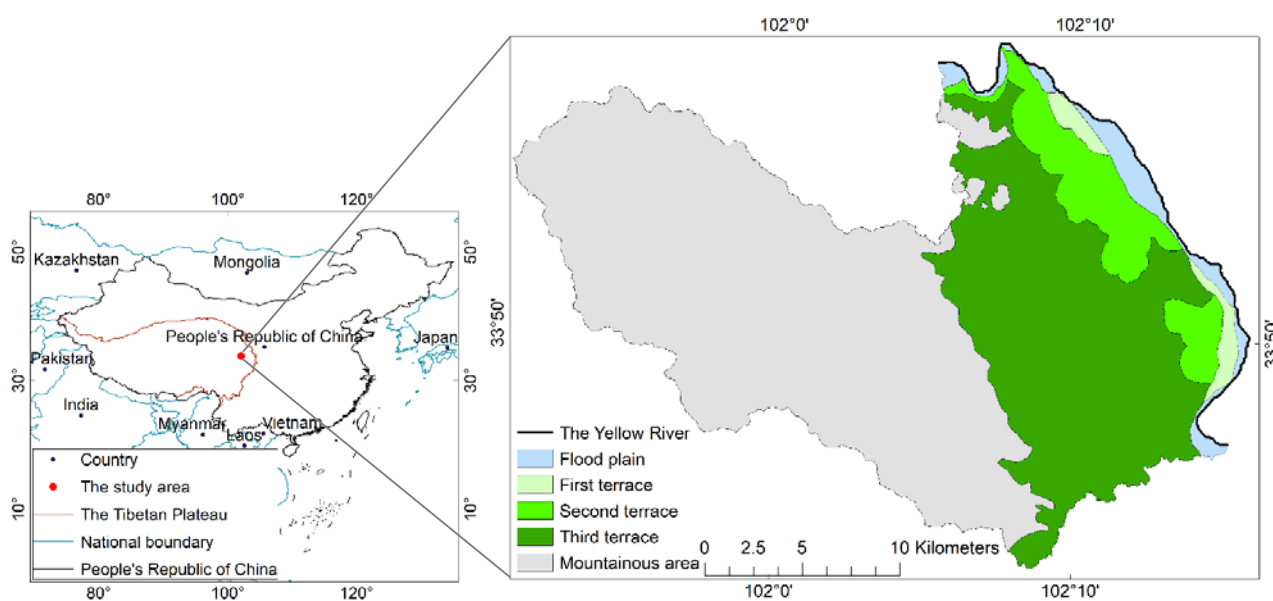 80°
100°
120°
50°
30°
10°
50°
30°
10°
Kazakhstan
Mongolia
People's Republic of China
Japan
Pakistan
India
Myanmar
Laos
Vietnam
Country
The study area
The Tibetan Plateau
National boundary
People's Republic of China
80°
100°
120°
102°0'
102°10'
33°50'
33°50'
The Yellow River
Flood plain
First terrace
Second terrace
Third terrace
Mountainous area
0 2.5 5 10 Kilometers
102°0'
102°10'